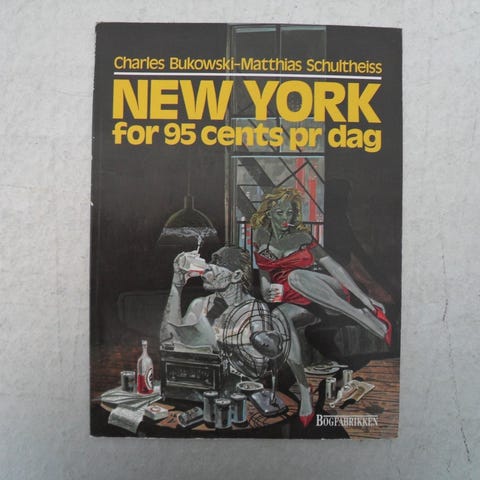 Charles Bukowski-Matthias Schultheiss
NEW YORK
for 95 cents pr dag
BOGFABRIKKEN